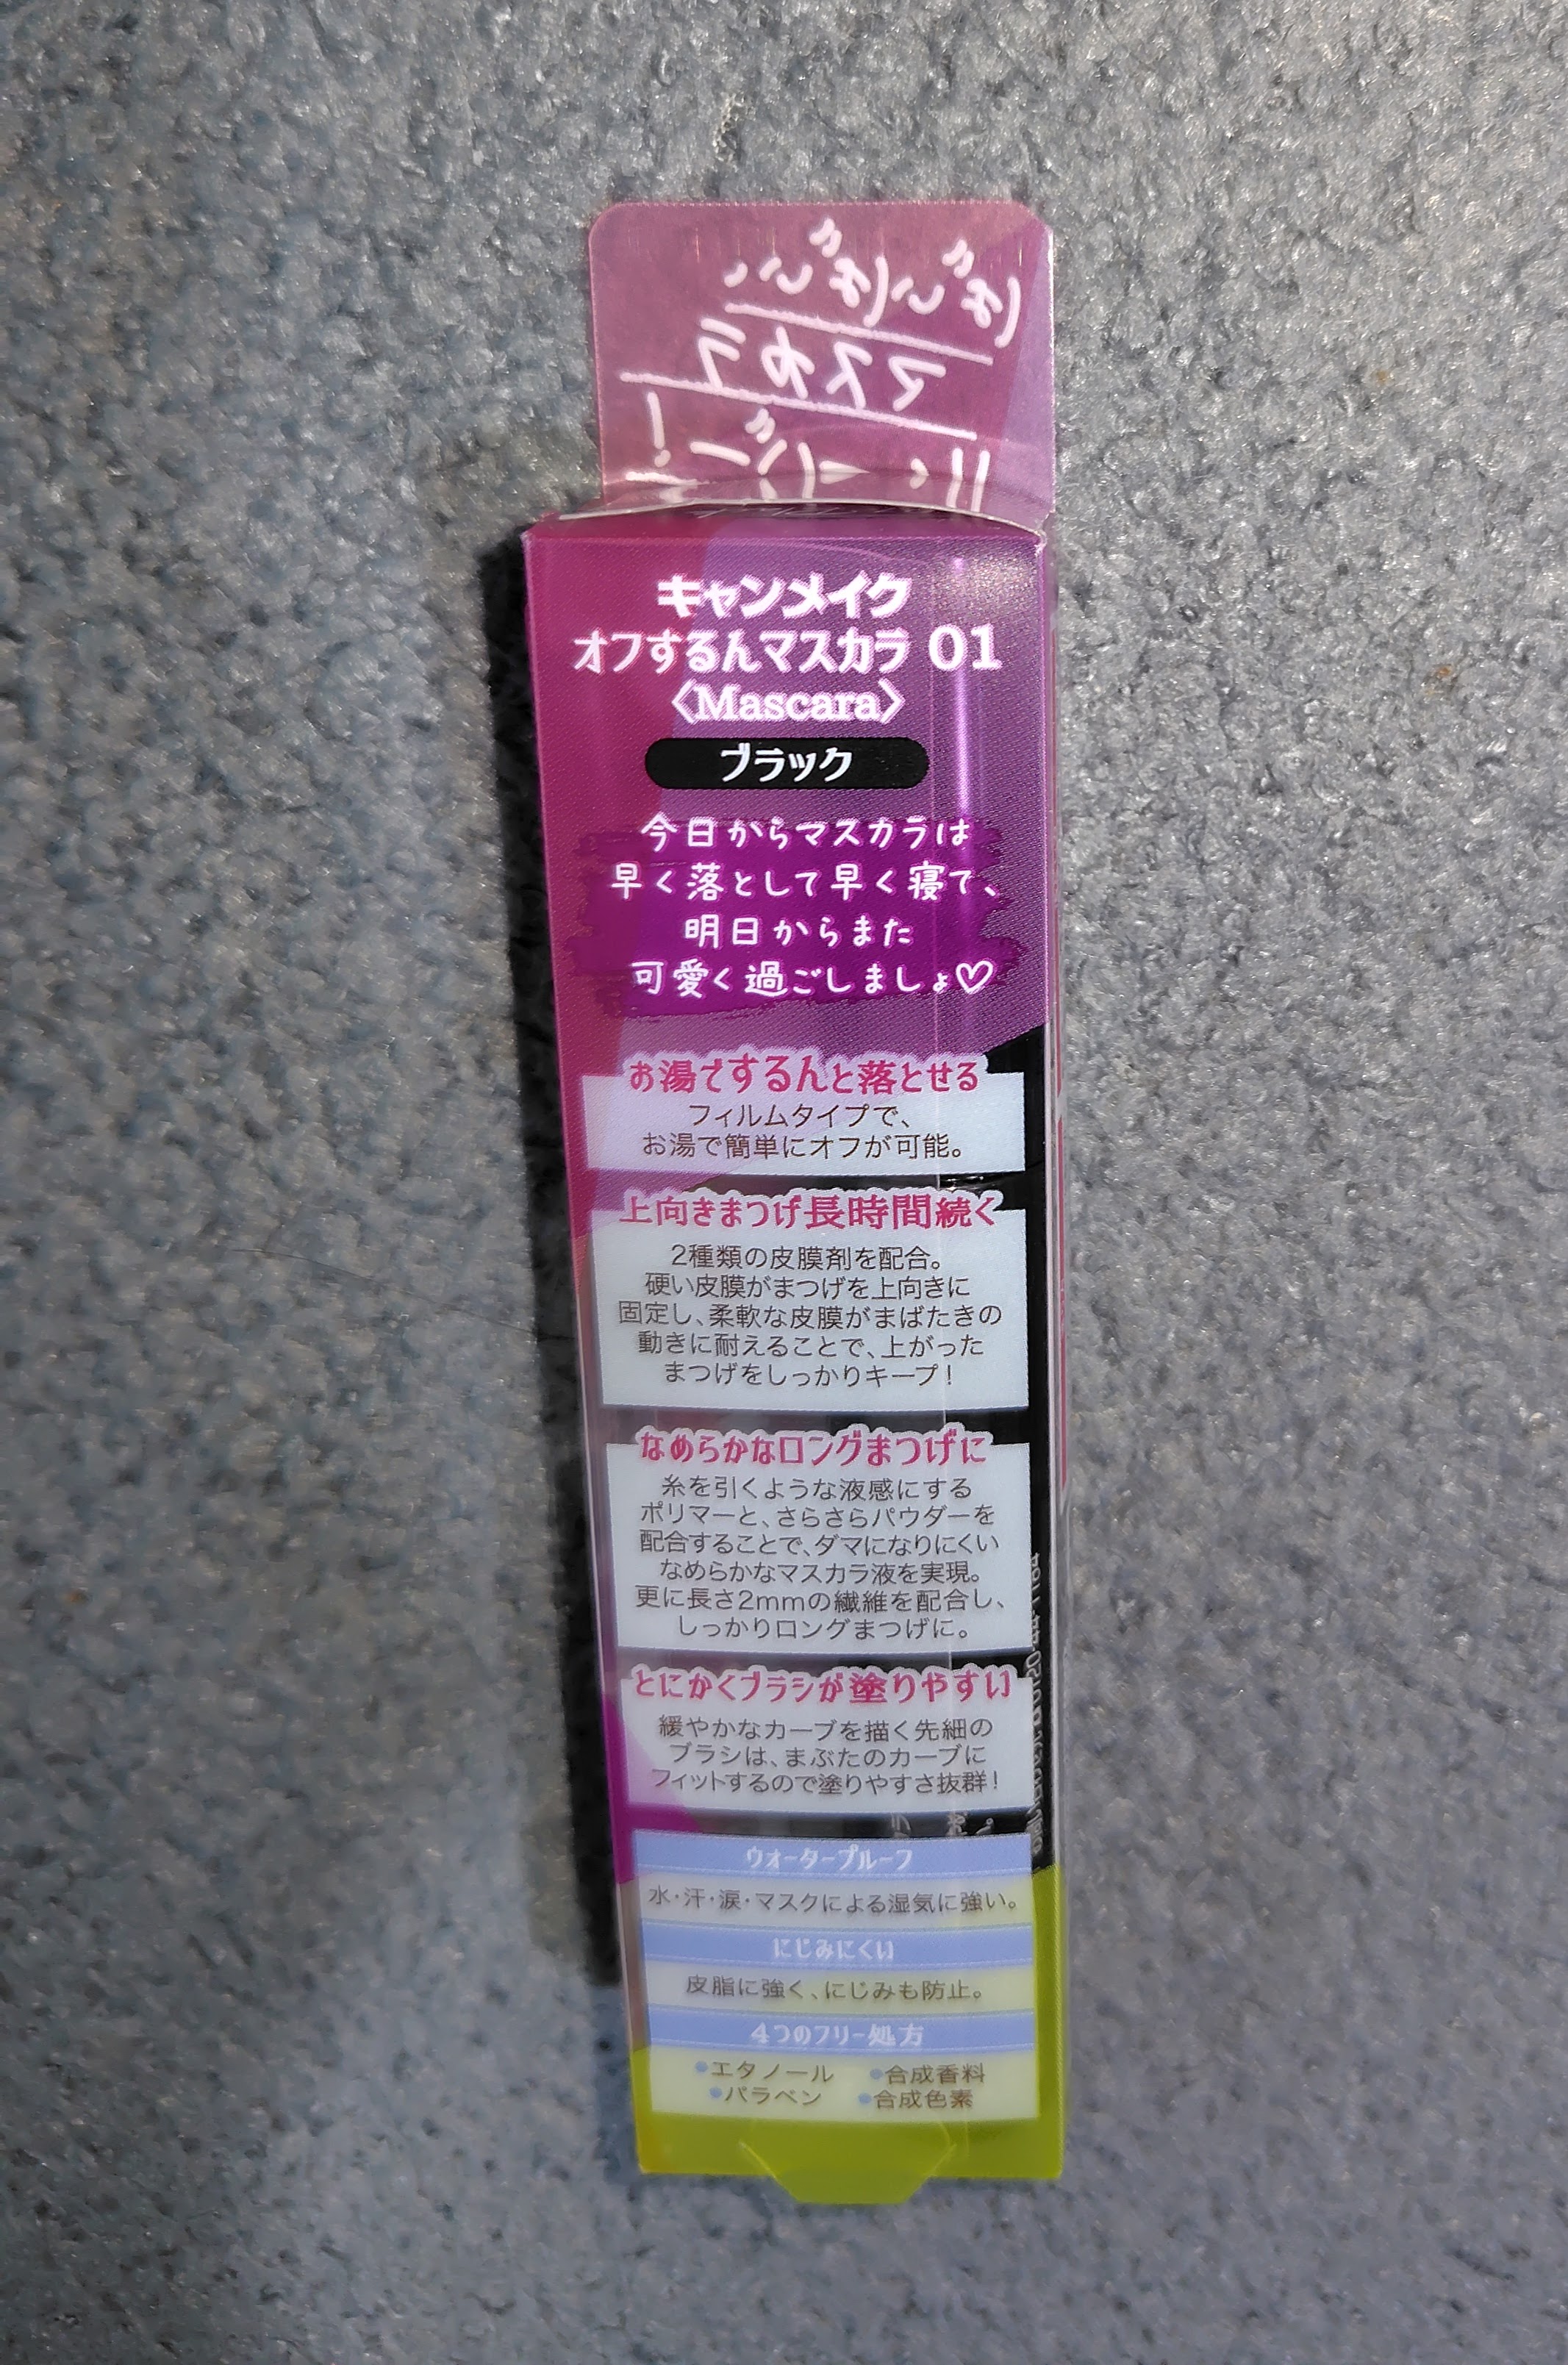 ばいばい、
マスカラ
キャンメイク
オフするんマスカラ 01
〈Mascara〉
ブラック
今日からマスカラは
早く落として早く寝て、
明日からまた
可愛く過ごしましょ♡
お湯でするんと落とせる
フィルムタイプで、
お湯で簡単にオフが可能。
上向きまつげ長時間続く
2種類の皮膜剤を配合。
硬い皮膜がまつげを上向きに
固定し、柔軟な皮膜がまばたきの
動きに耐えることで、上がった
まつげをしっかりキープ!
なめらかなロングまつげに
糸を引くような液感にする
ポリマーと、さらさらパウダーを
配合することで、ダマになりにくい
なめらかなマスカラ液を実現。
更に長さ2mmの繊維を配合し、
しっかりロングまつげに。
とにかくブラシが塗りやすい
緩やかなカーブを描く先細の
ブラシは、まぶたのカーブに
フィットするので塗りやすさ抜群!
ウォータープルーフ
水・汗・涙・マスクによる湿気に強い。
にじみにくい
皮脂に強く、にじみも防止。
4つのフリー処方
●エタノール ●合成香料
●パラベン ●合成色素